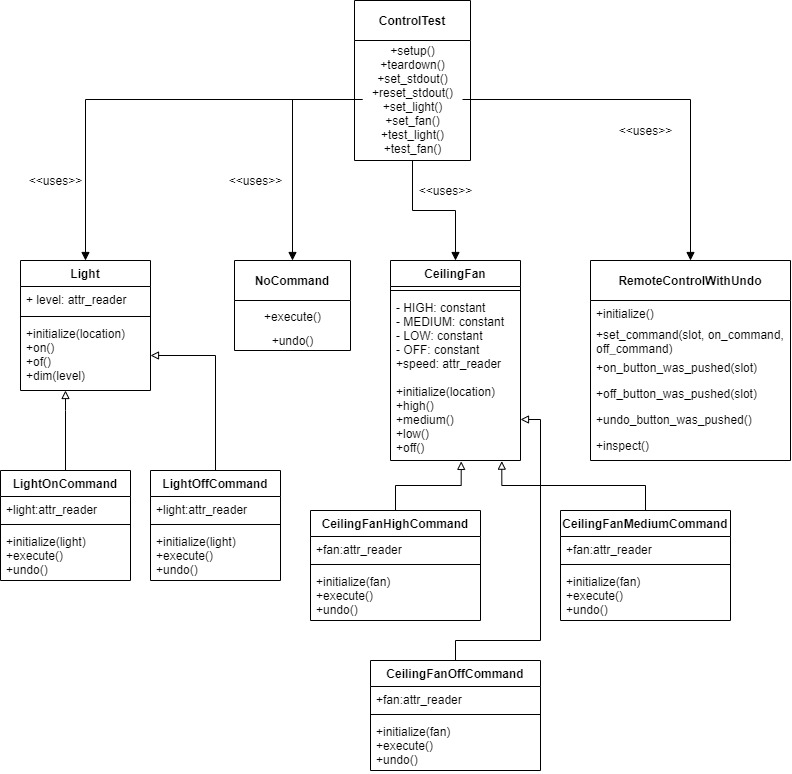 ControlTest
+setup()
+teardown()
+set_stdout()
+reset_stdout()
+set_light()
+set_fan()
+test_light()
+test_fan()
<<uses>>
<<uses>>
<<uses>>
<<uses>>
Light
+ level: attr_reader
+initialize(location)
+on()
+of()
+dim(level)
NoCommand
+execute()
+undo()
CeilingFan
- HIGH: constant
- MEDIUM: constant
- LOW: constant
- OFF: constant
+speed: attr_reader
+initialize(location)
+high()
+medium()
+low()
+off()
RemoteControlWithUndo
+initialize()
+set_command(slot, on_command,
off_command)
+on_button_was_pushed(slot)
+off_button_was_pushed(slot)
+undo_button_was_pushed()
+inspect()
LightOnCommand
+light:attr_reader
+initialize(light)
+execute()
+undo()
LightOffCommand
+light:attr_reader
+initialize(light)
+execute()
+undo()
CeilingFanHighCommand
+fan:attr_reader
+initialize(fan)
+execute()
+undo()
CeilingFanMediumCommand
+fan:attr_reader
+initialize(fan)
+execute()
+undo()
CeilingFanOffCommand
+fan:attr_reader
+initialize(fan)
+execute()
+undo()